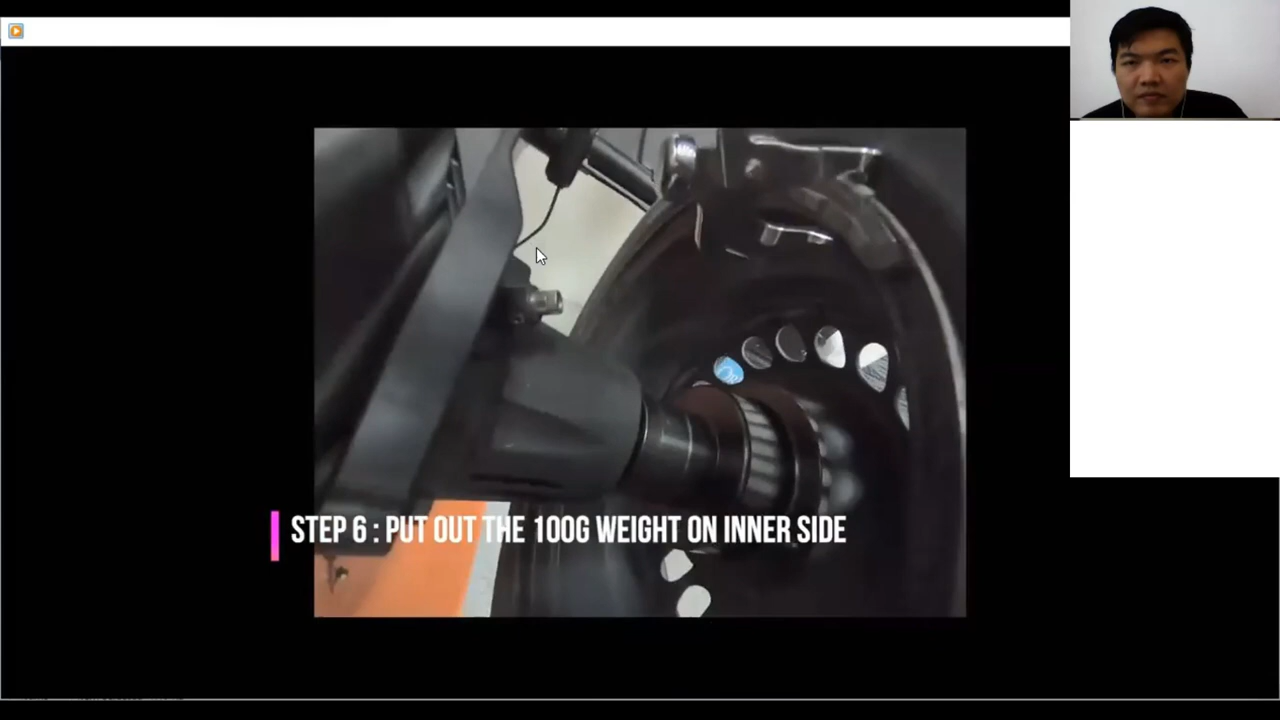 STEP 6 : PUT OUT THE 100G WEIGHT ON INNER SIDE